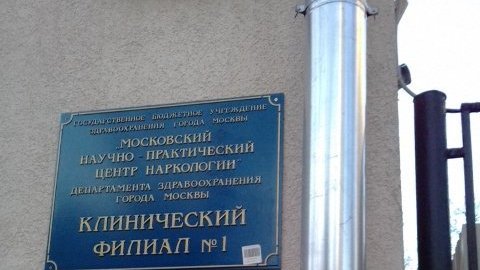 ГОСУДАРСТВЕННОЕ БЮДЖЕТНОЕ УЧРЕЖДЕНИЕ
ЗДРАВООХРАНЕНИЯ ГОРОДА МОСКВЫ
„МОСКОВСКИЙ
НАУЧНО - ПРАКТИЧЕСКИЙ
ЦЕНТР НАРКОЛОГИИ"
ДЕПАРТАМЕНТА ЗДРАВООХРАНЕНИЯ
ГОРОДА МОСКВЫ
КЛИНИЧЕСКИЙ
ФИЛИАЛ №1